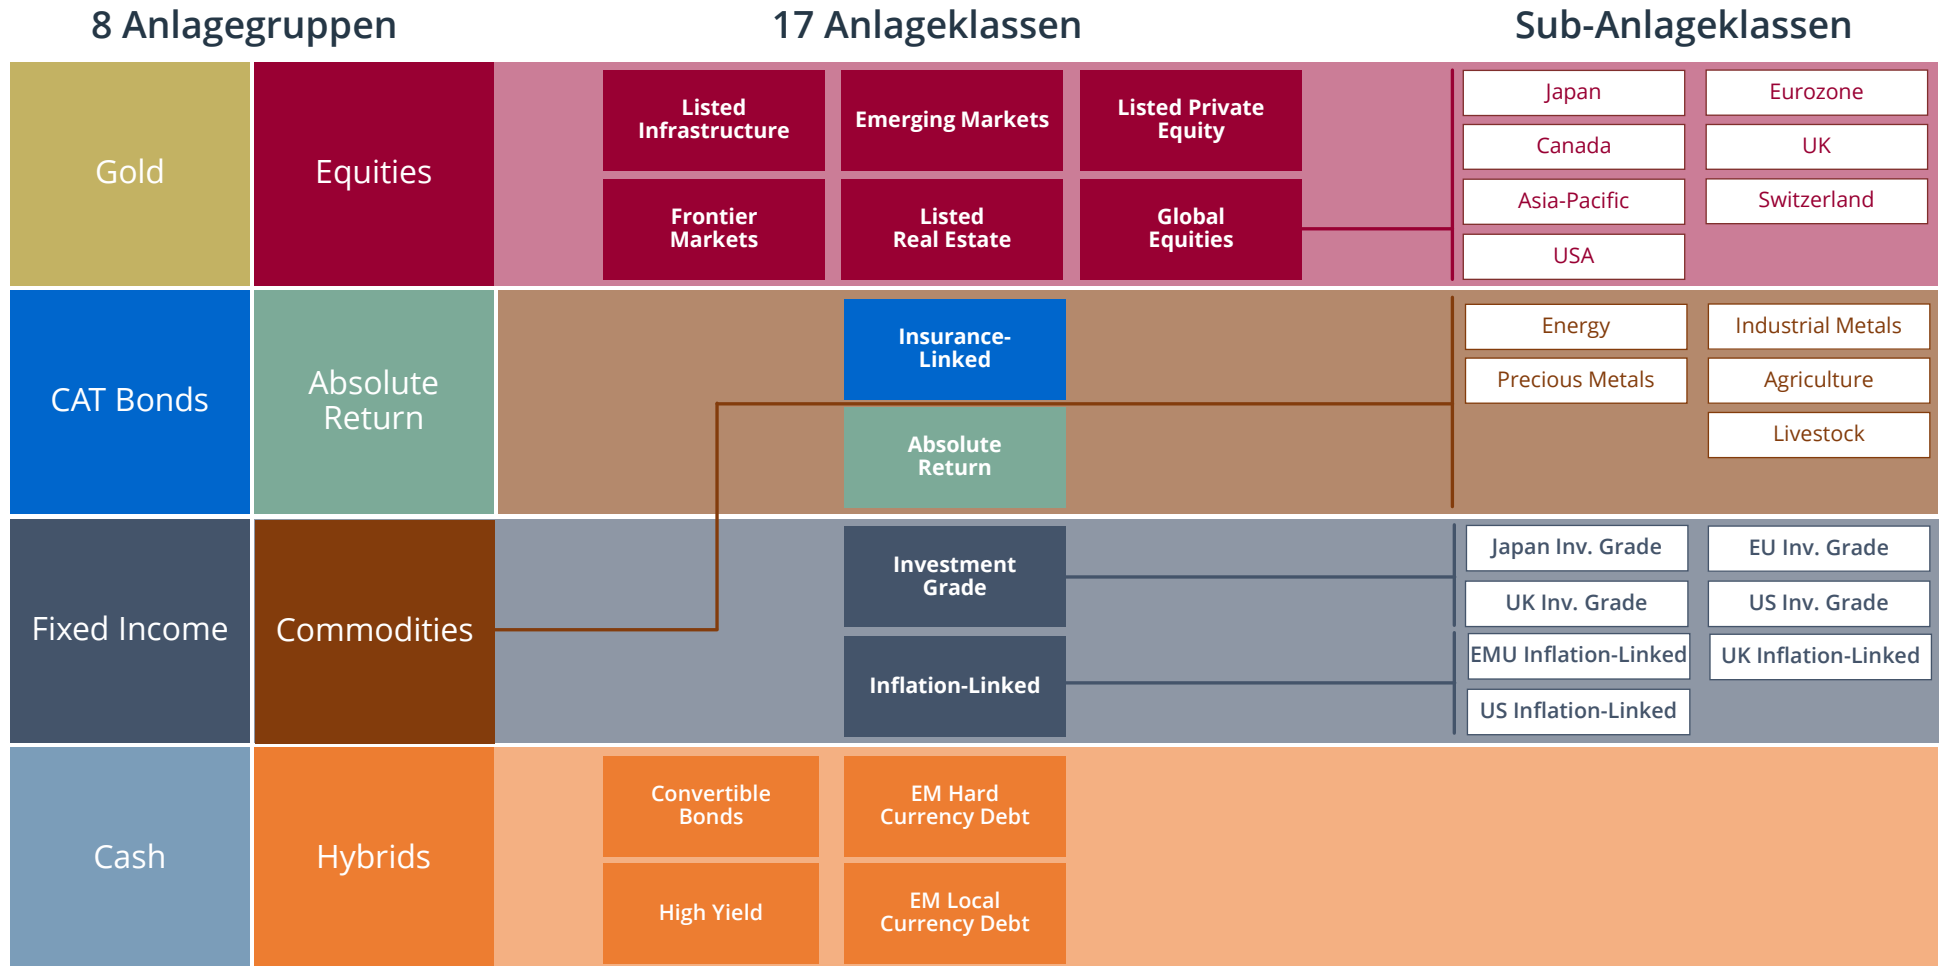 8 Anlagegruppen
17 Anlageklassen
Sub-Anlageklassen
Gold
Equities
Listed
Infrastructure
Emerging Markets
Listed Private
Equity
Frontier
Markets
Listed
Real Estate
Global
Equities
Japan
Eurozone
Canada
UK
Asia-Pacific
Switzerland
USA
CAT Bonds
Absolute
Return
Insurance-
Linked
Absolute
Return
Energy
Industrial Metals
Precious Metals
Agriculture
Livestock
Fixed Income
Commodities
Investment
Grade
Inflation-Linked
Japan Inv. Grade
EU Inv. Grade
UK Inv. Grade
US Inv. Grade
EMU Inflation-Linked
UK Inflation-Linked
US Inflation-Linked
Cash
Hybrids
Convertible
Bonds
EM Hard
Currency Debt
High Yield
EM Local
Currency Debt